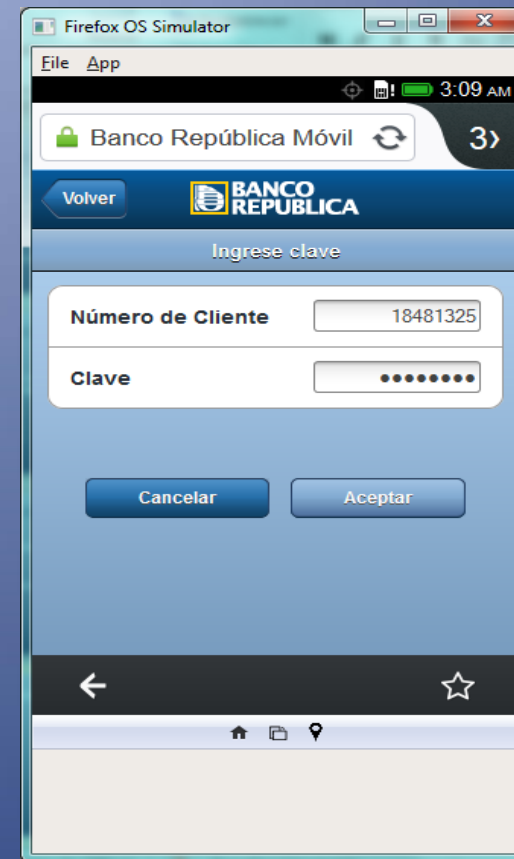 Firefox OS Simulator
File App
3:09 AM
Banco República Móvil
3
Volver
BANCO
REPUBLICA
Ingrese clave
Número de Cliente 18481325
Clave ••••••••
Cancelar Aceptar